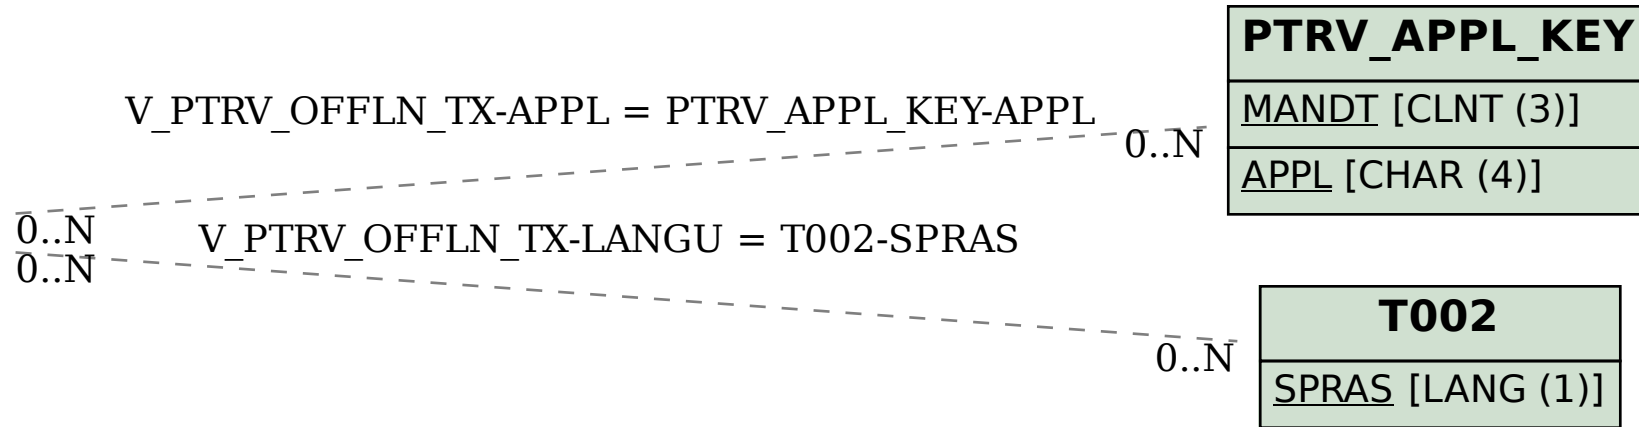 PTRV_APPL_KEY
V_PTRV_OFFLN_TX-APPL = PTRV_APPL_KEY-APPL
MANDT [CLNT (3)]
0..N
APPL [CHAR (4)]
0..N
V_PTRV_OFFLN_TX-LANGU = T002-SPRAS
0..N
T002
0..N
SPRAS [LANG (1)]